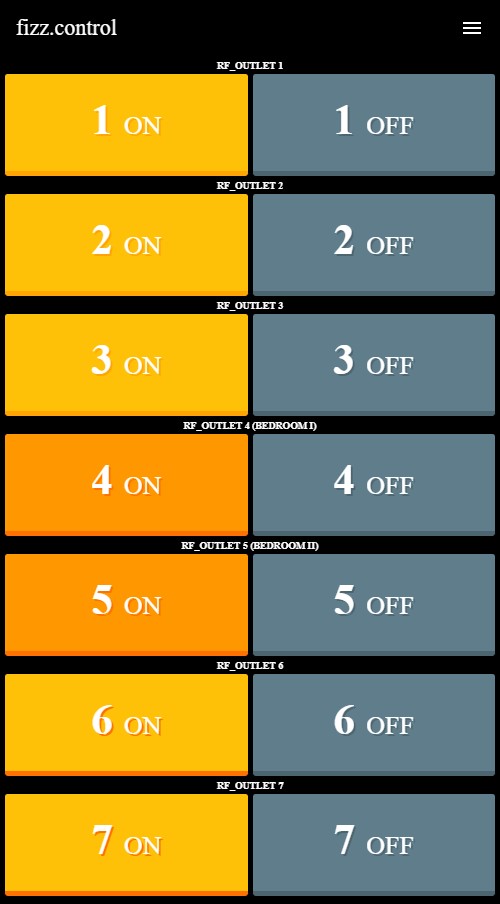 fizz.control
RF_OUTLET 1
1 ON 1 OFF
RF_OUTLET 2
2 ON 2 OFF
RF_OUTLET 3
3 ON 3 OFF
RF_OUTLET 4 (BEDROOM I)
4 ON 4 OFF
RF_OUTLET 5 (BEDROOM II)
5 ON 5 OFF
RF_OUTLET 6
6 ON 6 OFF
RF_OUTLET 7
7 ON 7 OFF